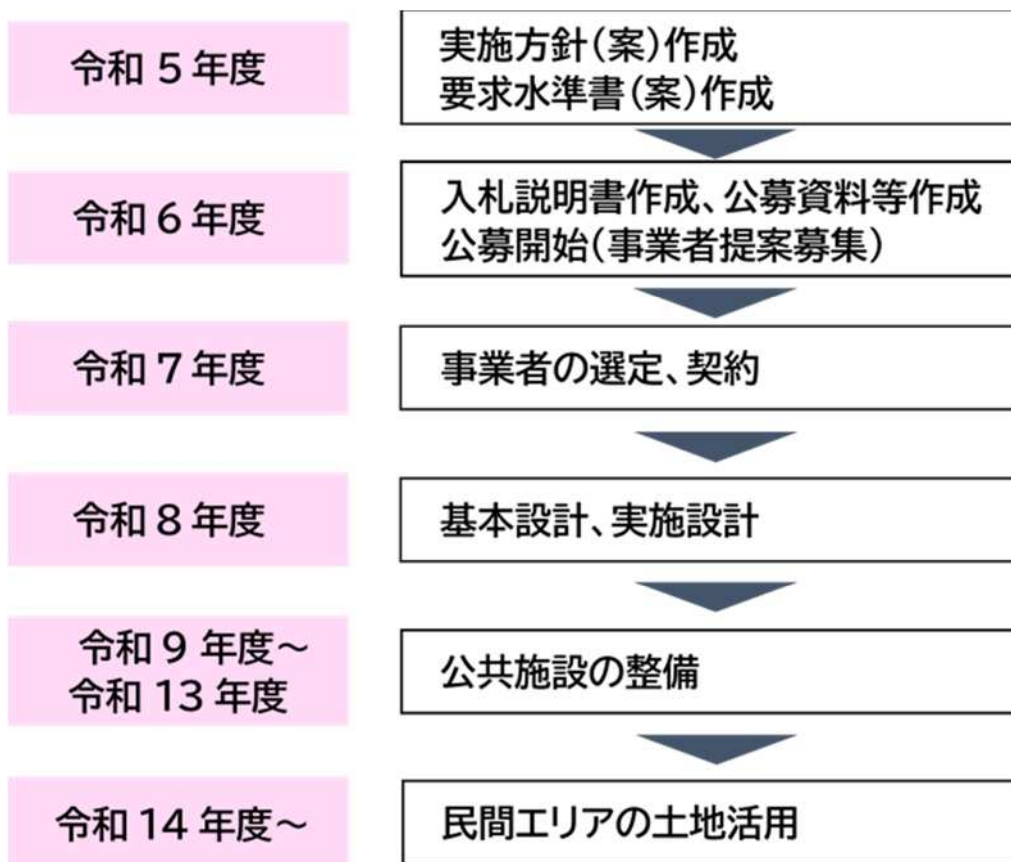 令和 5 年度
実施方針(案)作成
要求水準書(案)作成
令和 6 年度
入札説明書作成、公募資料等作成
公募開始(事業者提案募集)
令和 7 年度
事業者の選定、契約
令和 8 年度
基本設計、実施設計
令和 9 年度～
令和 13 年度
公共施設の整備
令和 14 年度～
民間エリアの土地活用